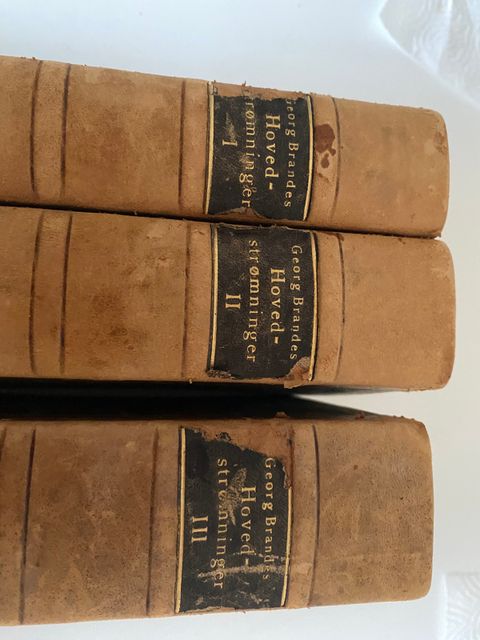 Georg Brandes
Hoved-
strømninger
I
Georg Brandes
Hoved-
strømninger
II
Georg Brandes
Hoved-
strømninger
III